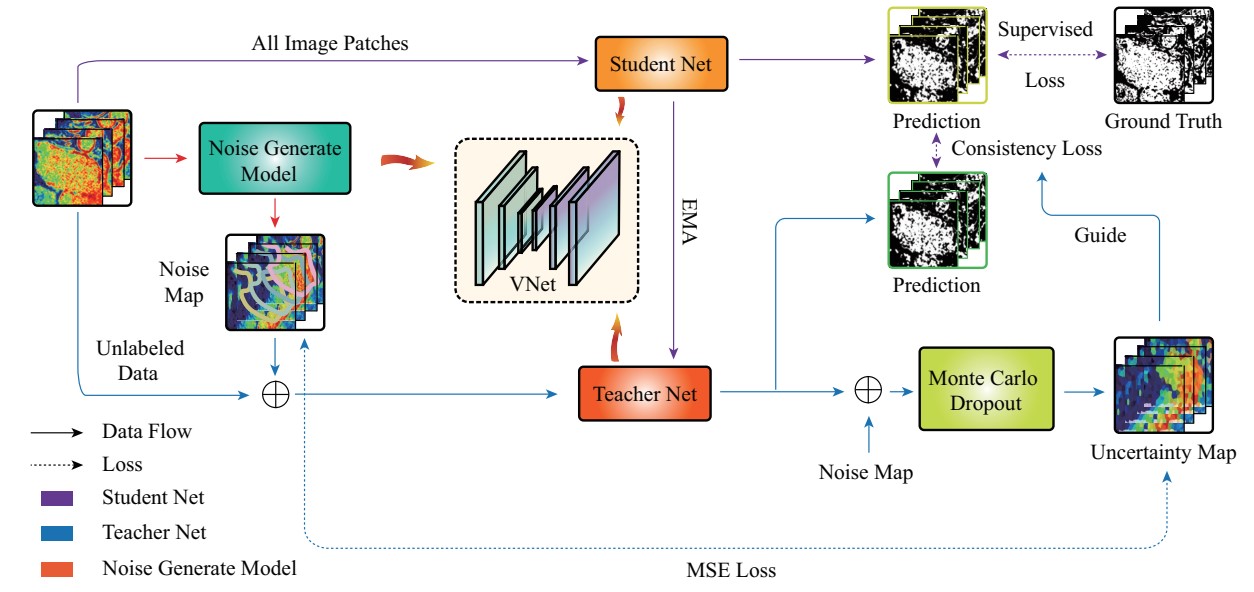 All Image Patches
Student Net
Supervised
Loss
Prediction
Ground Truth
Noise Generate
Model
Consistency Loss
EMA
Guide
Noise
Map
VNet
Prediction
Unlabeled
Data
Teacher Net
Monte Carlo
Dropout
Noise Map
Uncertainty Map
Data Flow
Loss
Student Net
Teacher Net
Noise Generate Model
MSE Loss